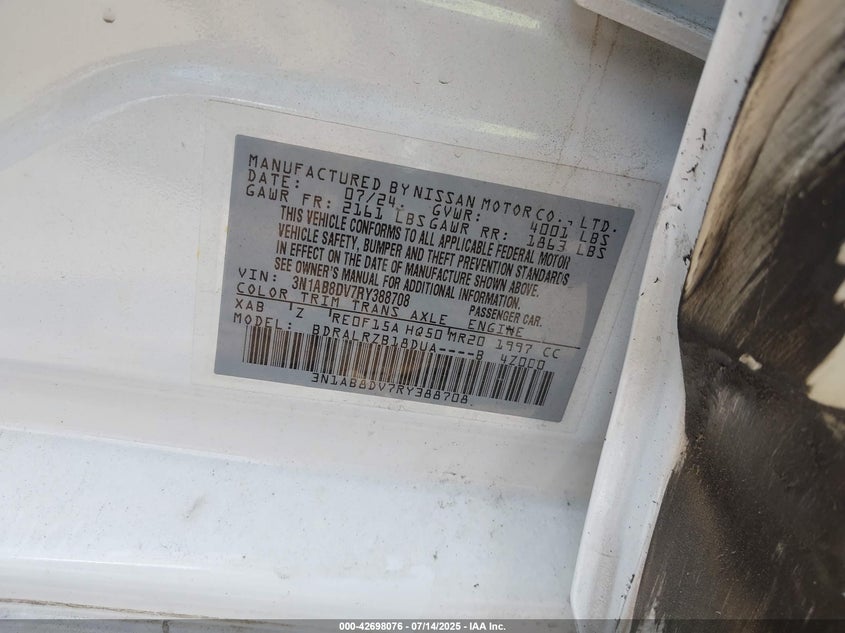 MANUFACTURED BY NISSAN MOTOR CO., LTD.
DATE: 07/24. GVWR: 4001 LBS
GAWR FR: 2161 LBS GAWR RR: 1863 LBS
THIS VEHICLE CONFORMS TO ALL APPLICABLE FEDERAL MOTOR
VEHICLE SAFETY, BUMPER AND THEFT PREVENTION STANDARDS
IN EFFECT ON THE DATE OF MANUFACTURE SHOWN ABOVE.
SEE OWNER'S MANUAL FOR ADDITIONAL INFORMATION.
VIN: 3N1AB8DV7RY388708 PASSENGER CAR.
COLOR TRIM TRANS AXLE ENGINE
XAB Z RE0F15A HQ50 MR20 1997 CC
MODEL: BDRALRZB18DUA----B 4Z000
3N1AB8DV7RY388708
000-42698076 • 07/14/2025 • IAA Inc.